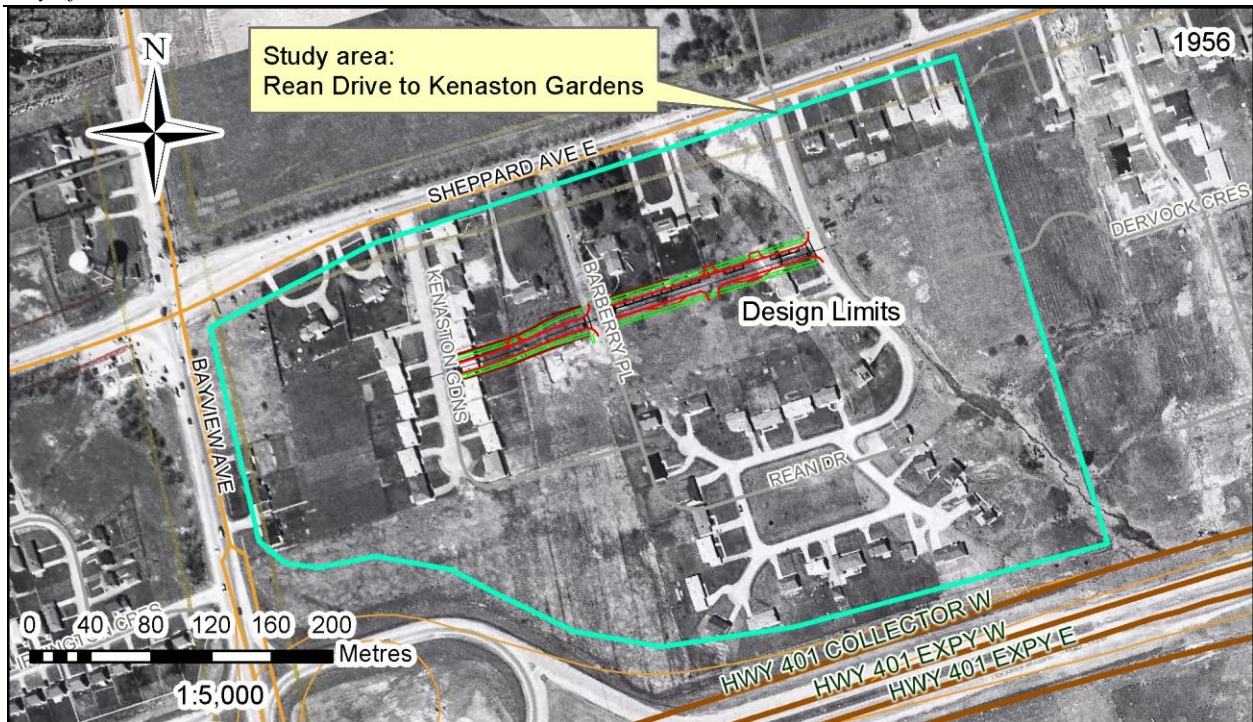 1956
N
Study area:
Rean Drive to Kenaston Gardens
SHEPPARD AVE E
DERVOCK CRES
KENASTON GDNS
BARBERRY PL
Design Limits
BAYVIEW AVE
REAN DR
0 40 80 120 160 200
Metres
1:5,000
HWY 401 COLLECTOR W
HWY 401 EXPY W
HWY 401 EXPY E